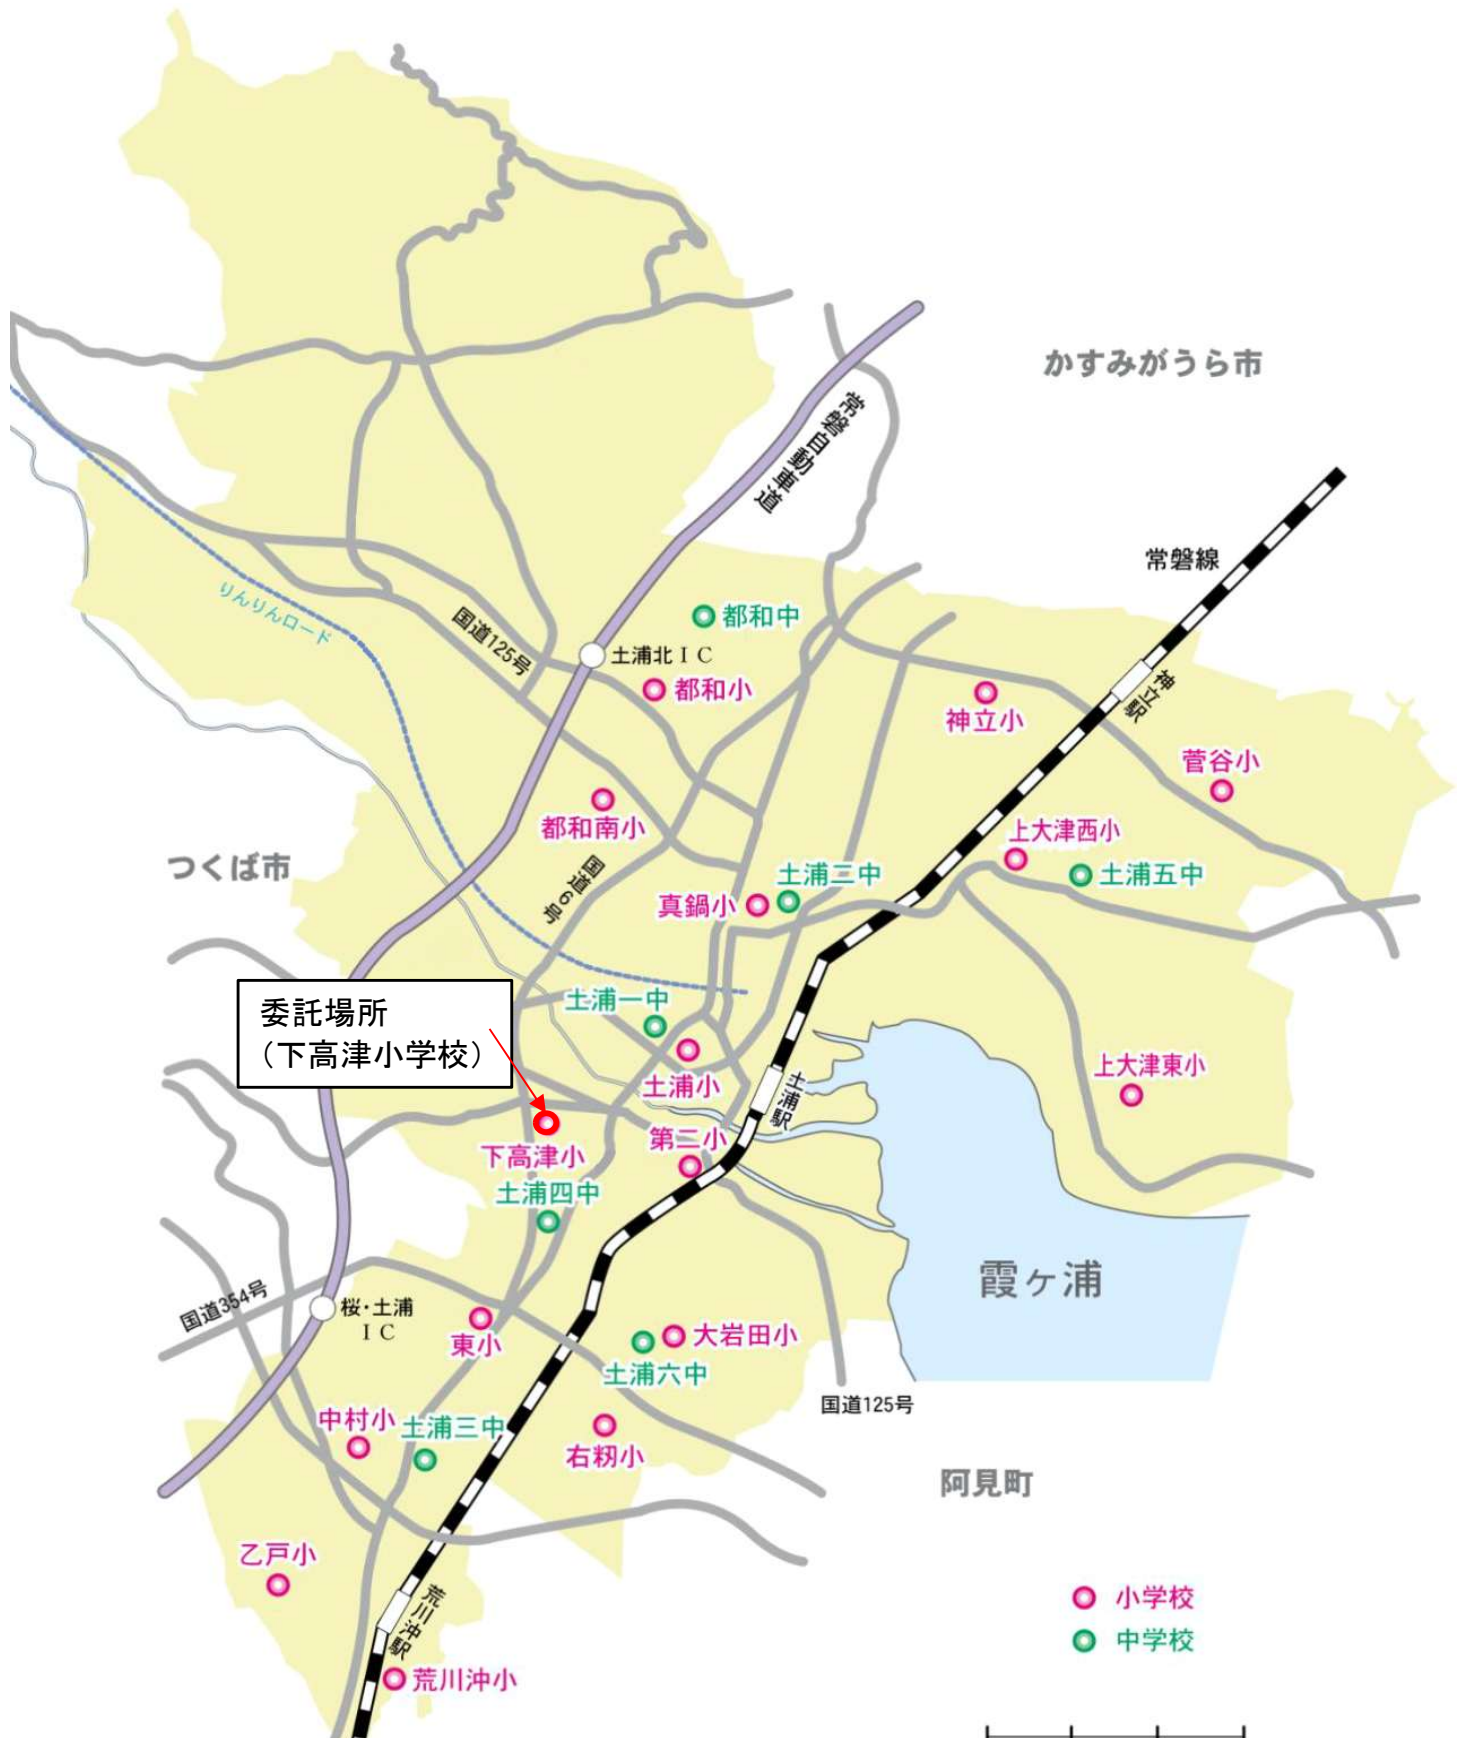 かすみがうら市
常磐自動車道
常磐線
りんりんロード
国道125号
都和中
土浦北IC
都和小
神立駅
神立小
菅谷小
都和南小
上大津西小
つくば市
国道6号
土浦二中
土浦五中
真鍋小
委託場所
（下高津小学校）
土浦一中
土浦小
土浦駅
上大津東小
第二小
下高津小
土浦四中
霞ヶ浦
国道354号
桜・土浦
IC
東小
大岩田小
土浦六中
国道125号
中村小
土浦三中
右籾小
阿見町
乙戸小
荒川沖駅
小学校
中学校
荒川沖小